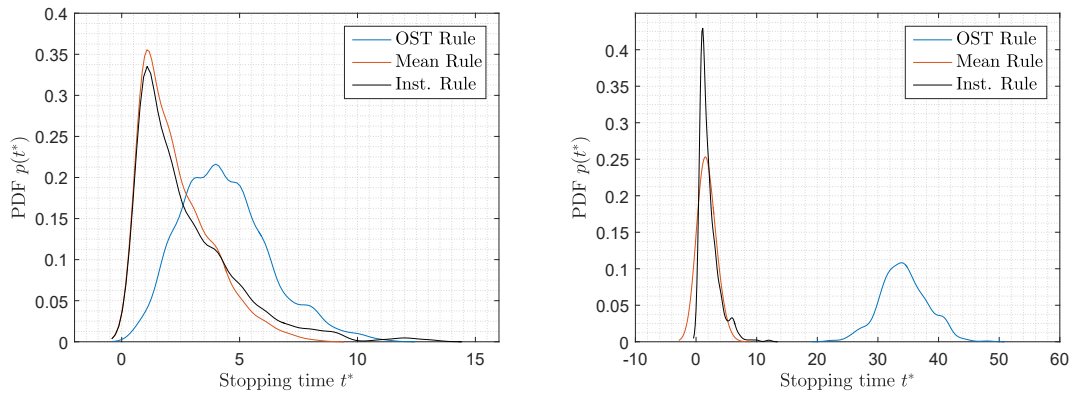 0.4
0.35
0.3
0.25
0.2
0.15
0.1
0.05
0
PDF p(t*)
OST Rule
Mean Rule
Inst. Rule
0 5 10 15
Stopping time t*
0.4
0.35
0.3
0.25
0.2
0.15
0.1
0.05
0
PDF p(t*)
OST Rule
Mean Rule
Inst. Rule
-10 0 10 20 30 40 50 60
Stopping time t*